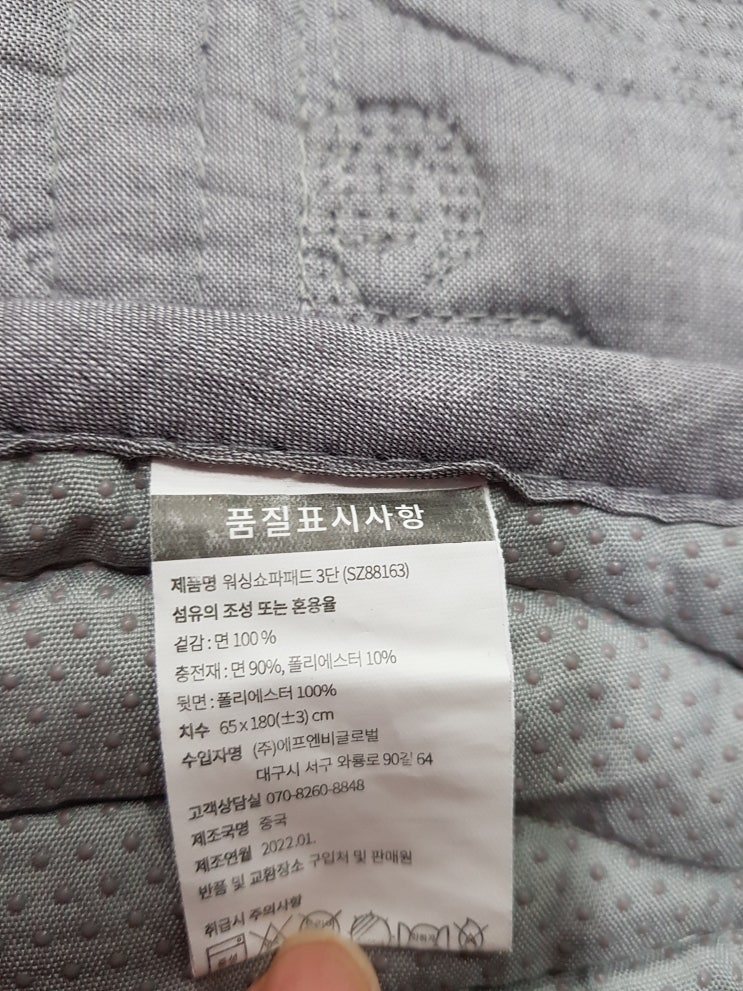 품질표시사항
제품명 워싱쇼파패드 3단 (SZ88163)
섬유의 조성 또는 혼용율
겉감 : 면 100 %
충전재 : 면 90%, 폴리에스터 10%
뒷면 : 폴리에스터 100%
치수 65 x 180(±3) cm
수입자명 (주)에프엔비글로벌
대구시 서구 와룡로 90길 64
고객상담실 070-8260-8848
제조국명 중국
제조연월 2022.01.
반품 및 교환장소 구입처 및 판매원
취급시 주의사항